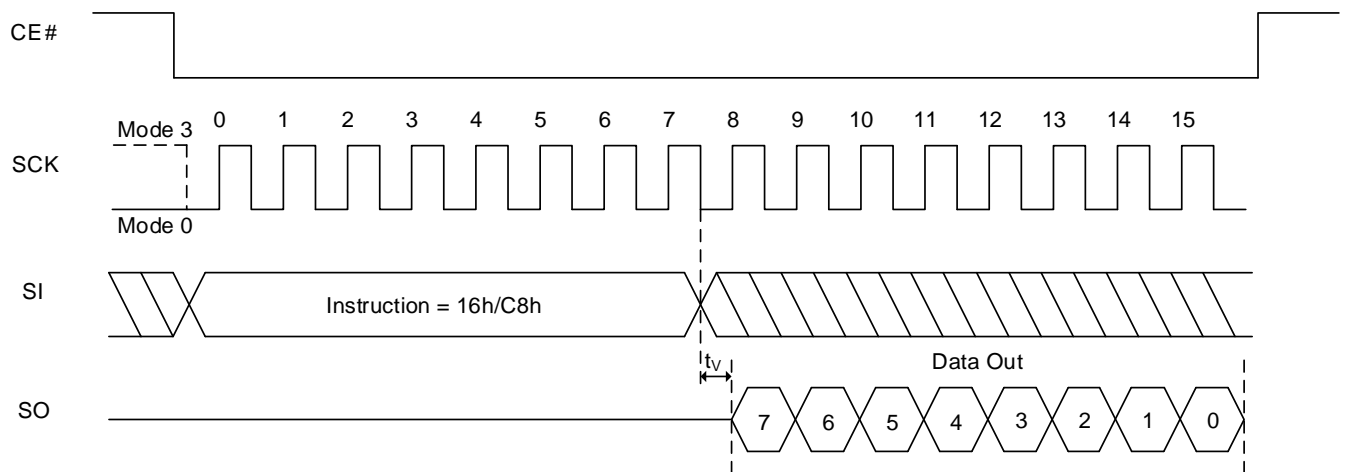 CE#
0 1 2 3 4 5 6 7 8 9 10 11 12 13 14 15
Mode 3
SCK
Mode 0
SI
Instruction = 16h/C8h
tV
Data Out
SO
7 6 5 4 3 2 1 0